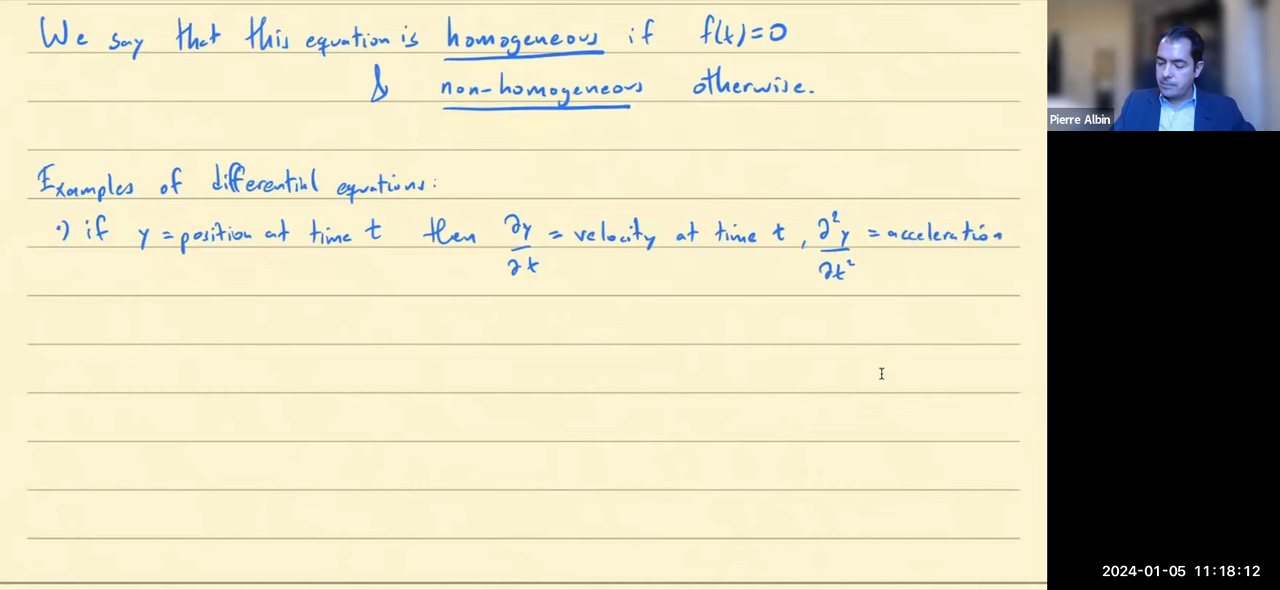 We say that this equation is homogeneous if f(t)=0
& non-homogeneous otherwise.
Examples of differential equations:
·) if y = position at time t then ∂y/∂t = velocity at time t, ∂²y/∂t² = acceleration
Pierre Albin
2024-01-05 11:18:12